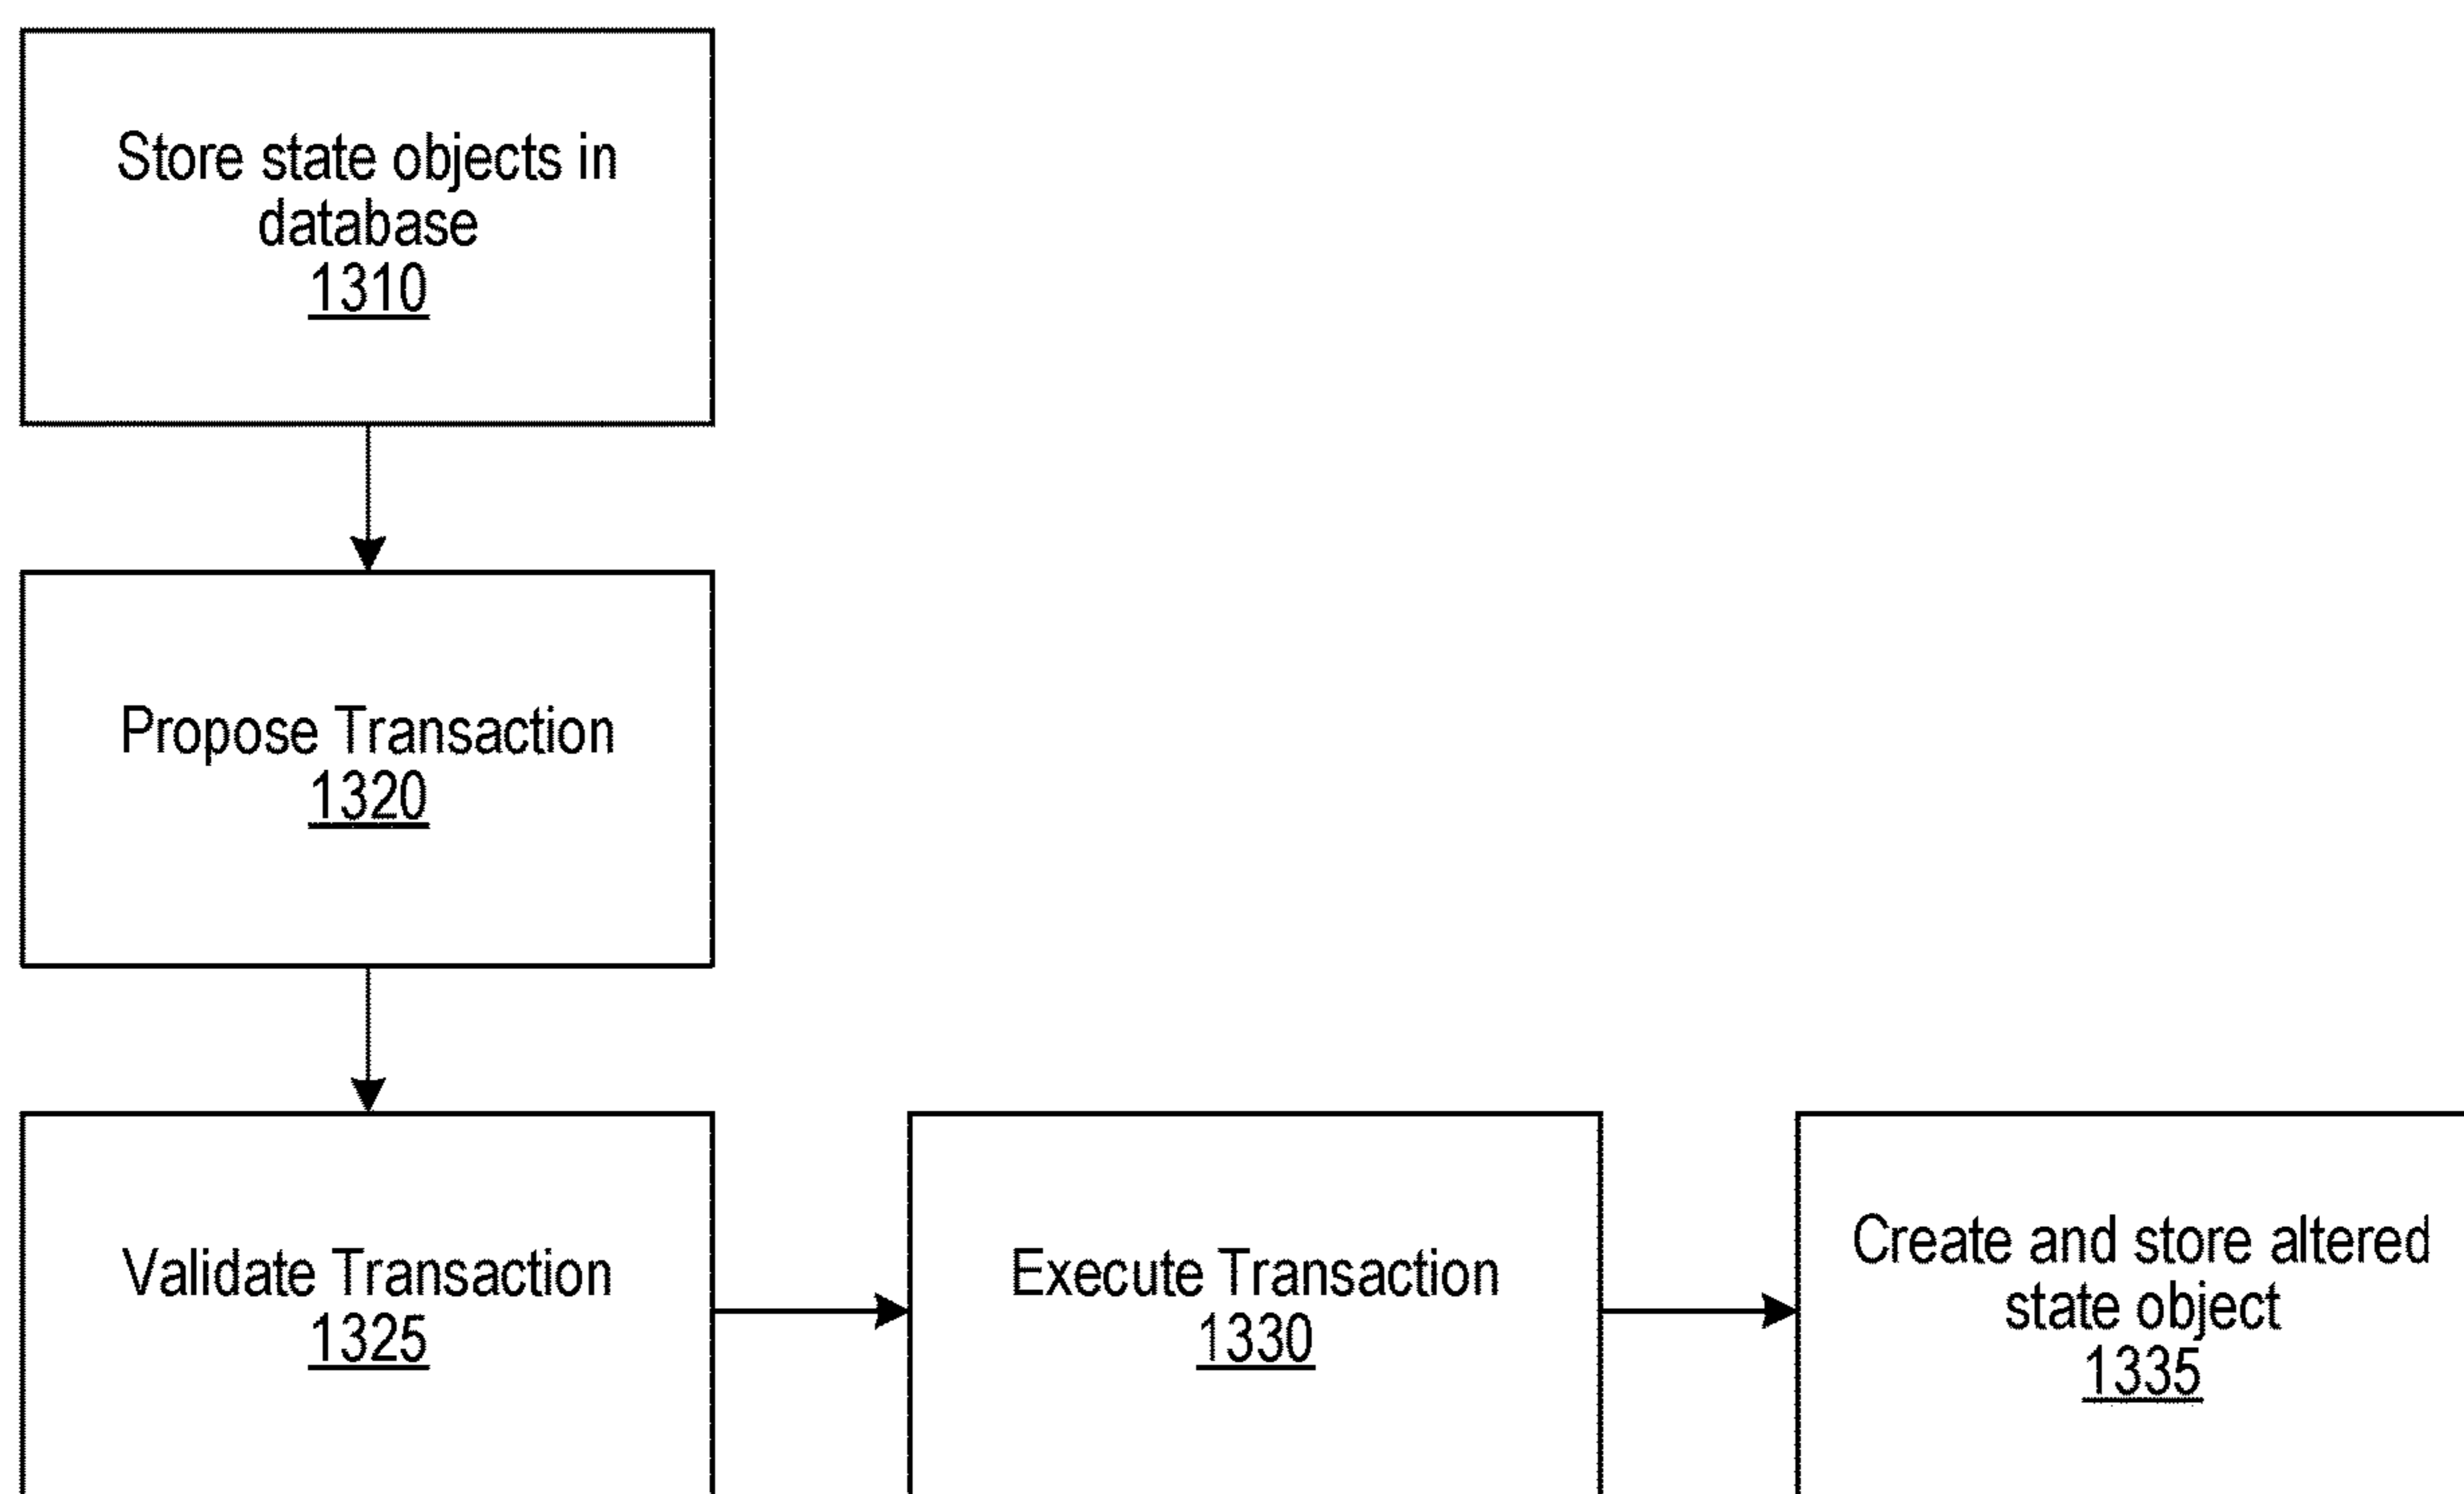 Store state objects in
database
1310
Propose Transaction
1320
Validate Transaction
1325
Execute Transaction
1330
Create and store altered
state object
1335